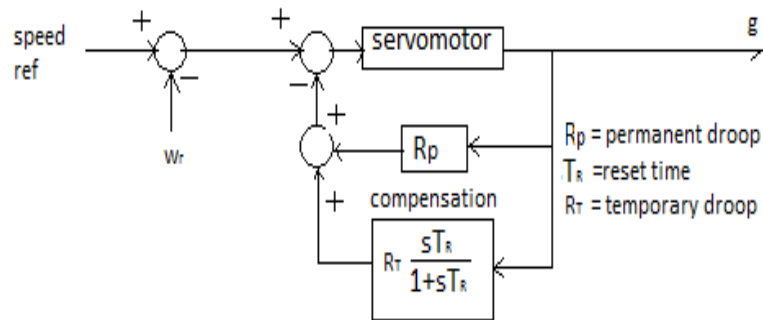 speed
ref
+
−
wr
+
−
servomotor
g
+
Rp
+
compensation
RT sTR
1+sTR
Rp = permanent droop
TR =reset time
RT = temporary droop